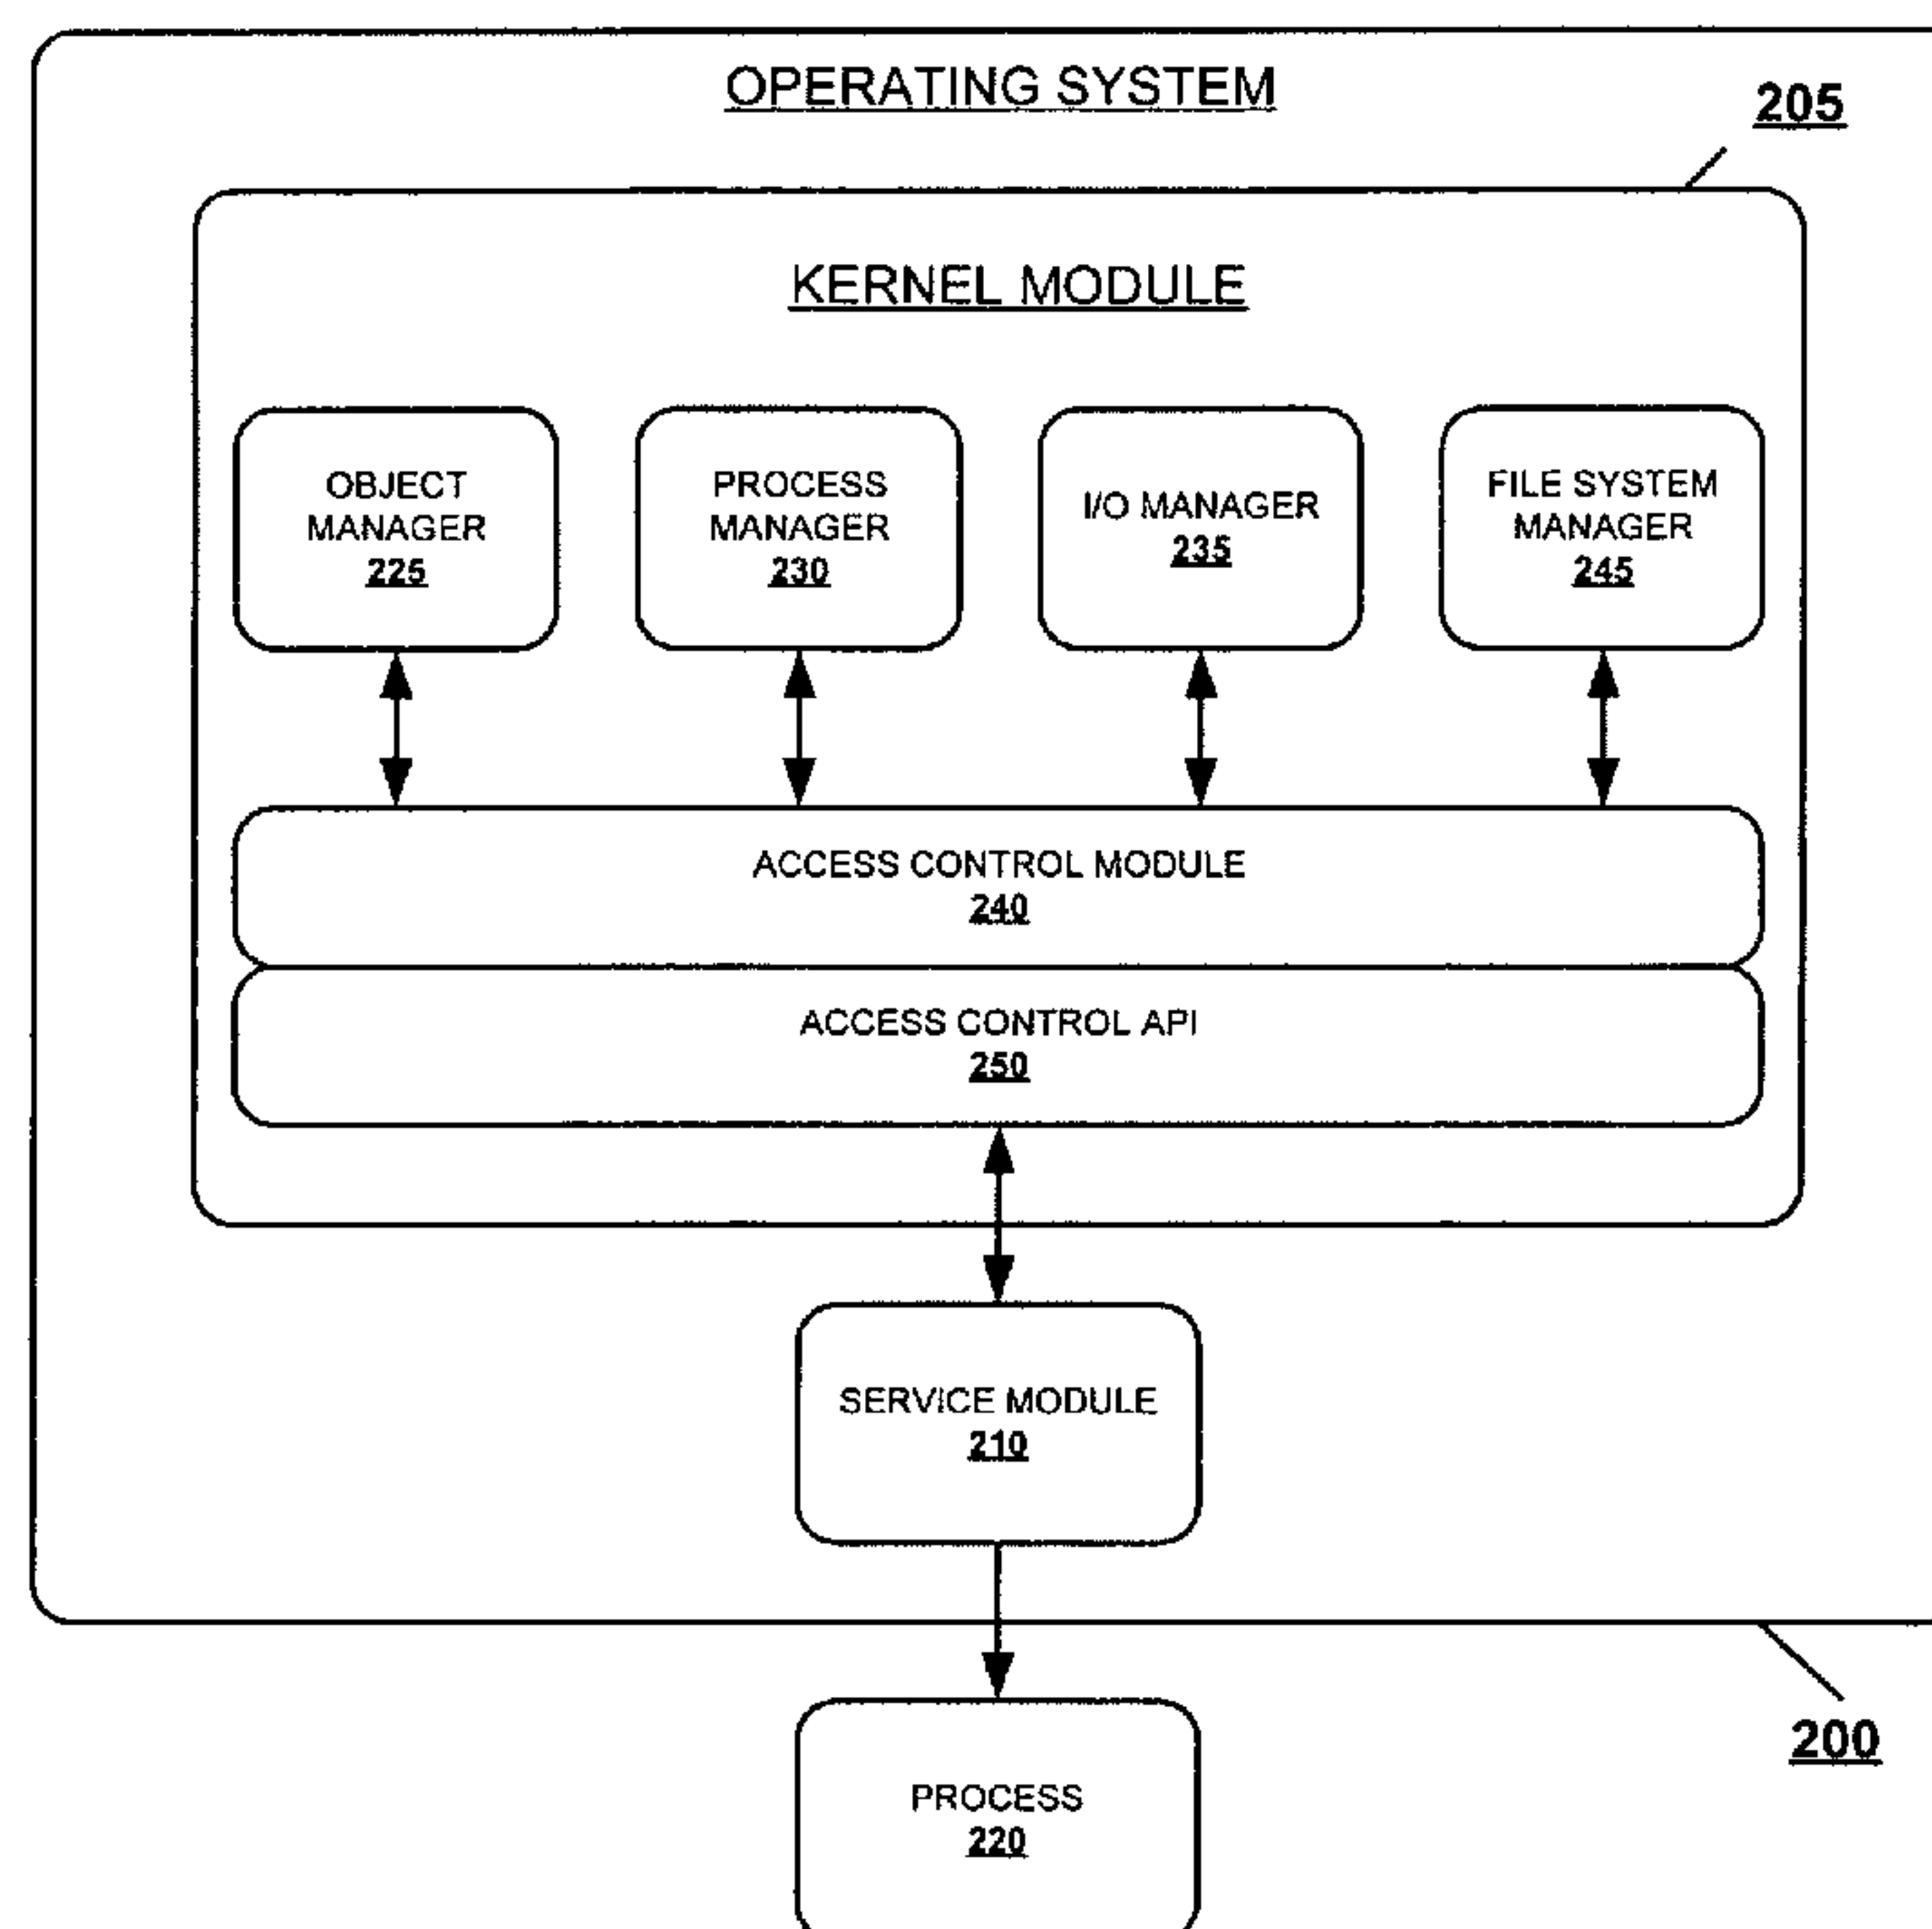 OPERATING SYSTEM
205
KERNEL MODULE
OBJECT
MANAGER
225
PROCESS
MANAGER
230
I/O MANAGER
235
FILE SYSTEM
MANAGER
245
ACCESS CONTROL MODULE
240
ACCESS CONTROL API
250
SERVICE MODULE
210
200
PROCESS
220